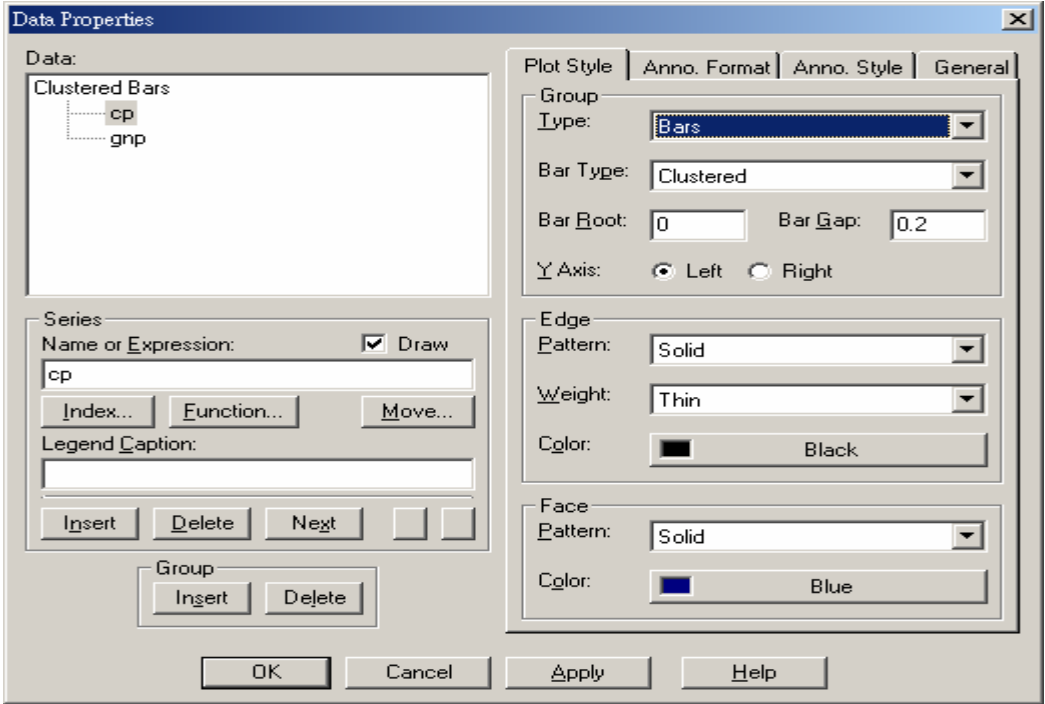 Data Properties
Data:
Clustered Bars
cp
gnp
Series
Name or Expression:
Draw
cp
Index...
Function...
Move...
Legend Caption:
Insert
Delete
Next
Group
Insert
Delete
Plot Style
Anno. Format
Anno. Style
General
Group
Type:
Bars
Bar Type:
Clustered
Bar Root:
0
Bar Gap:
0.2
Y Axis:
Left
Right
Edge
Pattern:
Solid
Weight:
Thin
Color:
Black
Face
Pattern:
Solid
Color:
Blue
OK
Cancel
Apply
Help